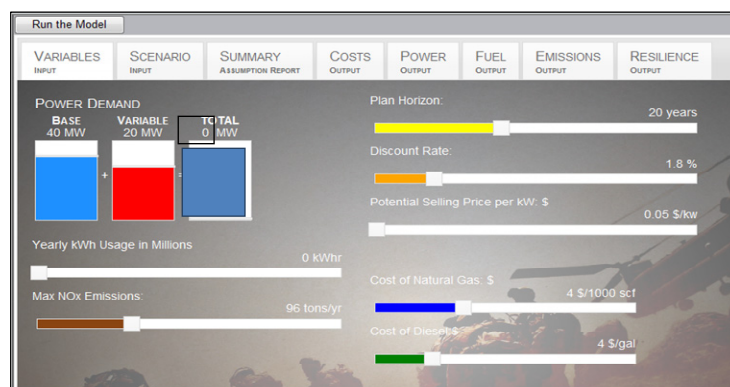 Run the Model
VARIABLES SCENARIO SUMMARY COSTS POWER FUEL EMISSIONS RESILIENCE
INPUT INPUT ASSUMPTION REPORT OUTPUT OUTPUT OUTPUT OUTPUT OUTPUT
POWER DEMAND
BASE VARIABLE TOTAL
40 MW 20 MW 0 MW
+ =
Yearly kWh Usage in Millions
0 kWhr
Max NOx Emissions:
96 tons/yr
Plan Horizon:
20 years
Discount Rate:
1.8 %
Potential Selling Price per kW: $
0.05 $/kw
Cost of Natural Gas: $
4 $/1000 scf
Cost of Diesel $
4 $/gal